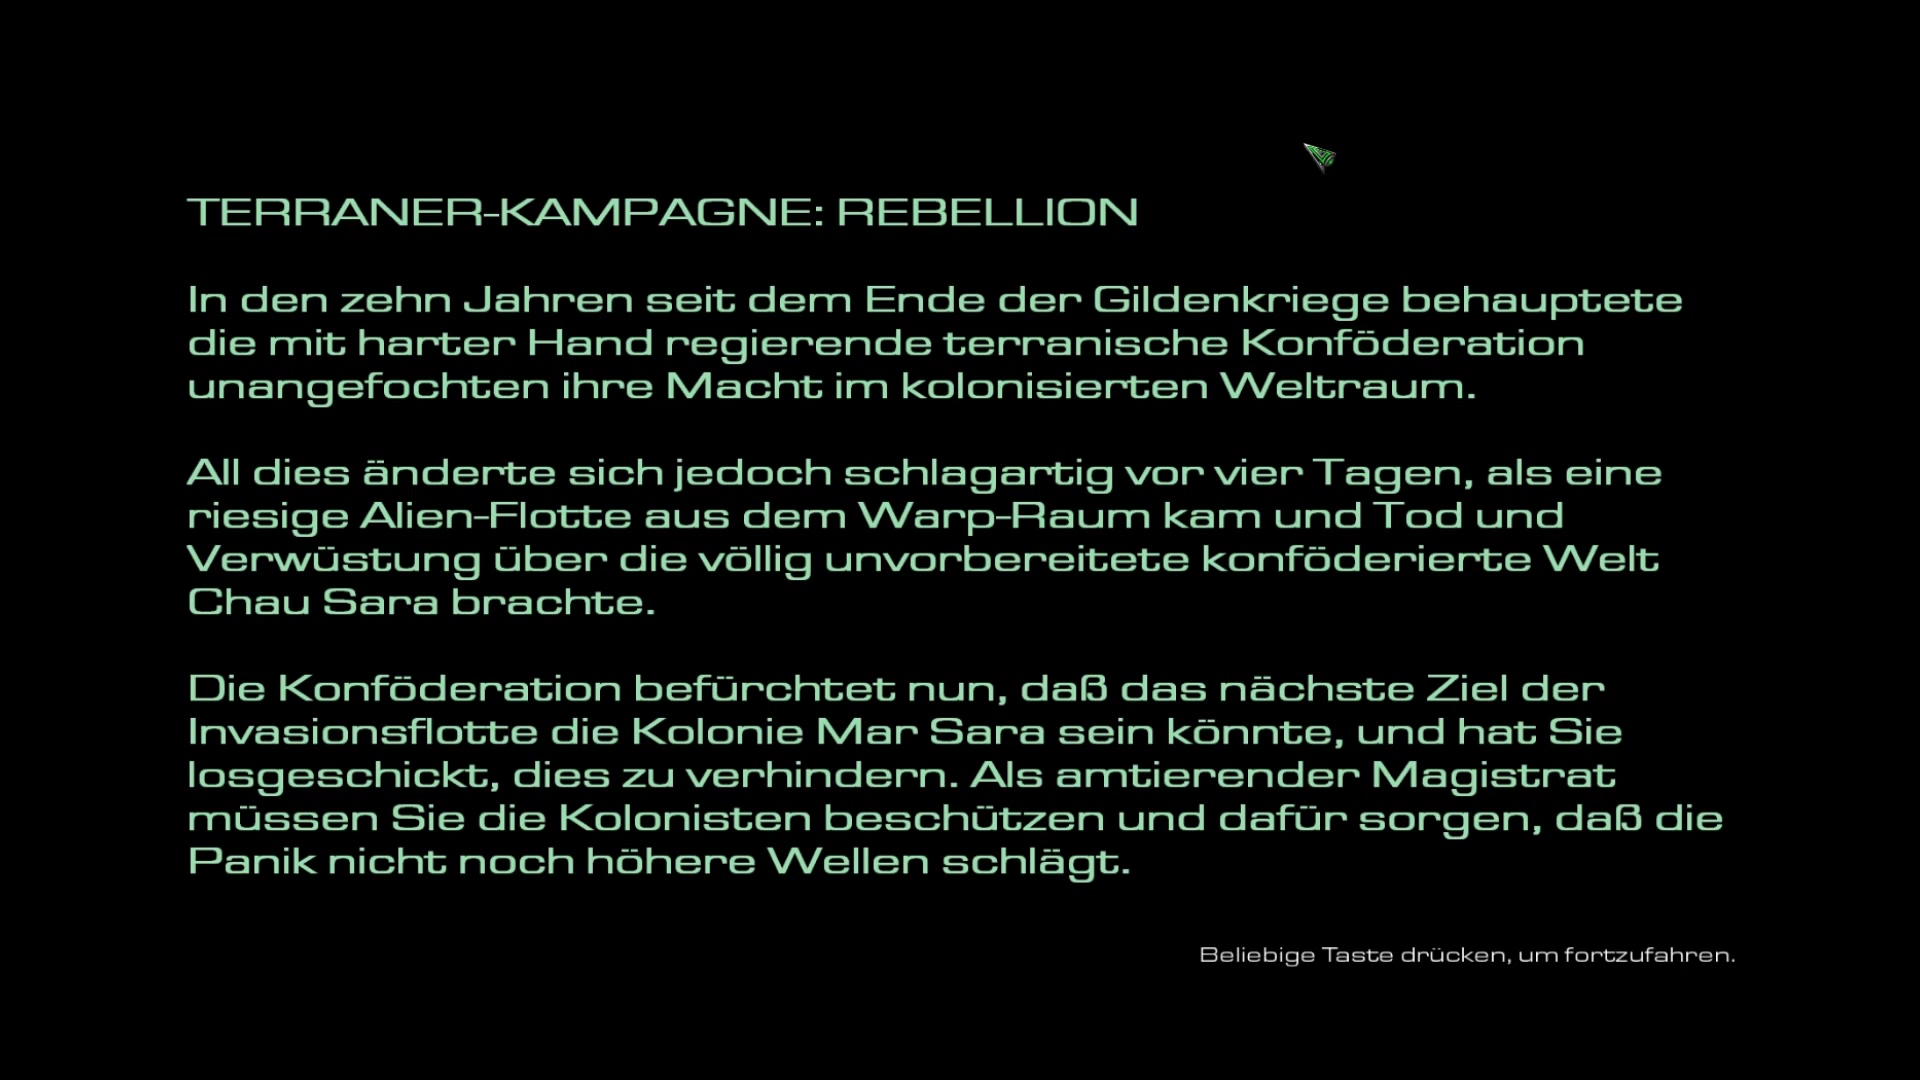 TERRANER-KAMPAGNE: REBELLION
In den zehn Jahren seit dem Ende der Gildenkriege behauptete
die mit harter Hand regierende terranische Konföderation
unangefochten ihre Macht im kolonisierten Weltraum.
All dies änderte sich jedoch schlagartig vor vier Tagen, als eine
riesige Alien-Flotte aus dem Warp-Raum kam und Tod und
Verwüstung über die völlig unvorbereitete konföderierte Welt
Chau Sara brachte.
Die Konföderation befürchtet nun, daß das nächste Ziel der
Invasionsflotte die Kolonie Mar Sara sein könnte, und hat Sie
losgeschickt, dies zu verhindern. Als amtierender Magistrat
müssen Sie die Kolonisten beschützen und dafür sorgen, daß die
Panik nicht noch höhere Wellen schlägt.
Beliebige Taste drücken, um fortzufahren.